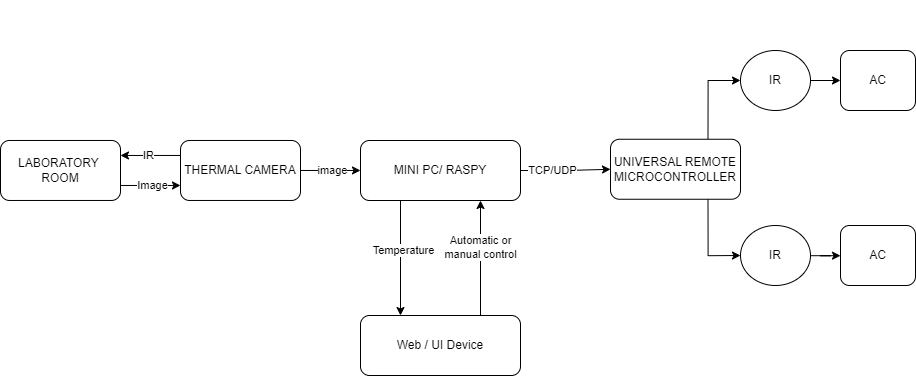 LABORATORY
ROOM
IR
Image
THERMAL CAMERA
image
MINI PC/ RASPY
TCP/UDP
UNIVERSAL REMOTE
MICROCONTROLLER
IR
AC
IR
AC
Temperature
Automatic or
manual control
Web / UI Device